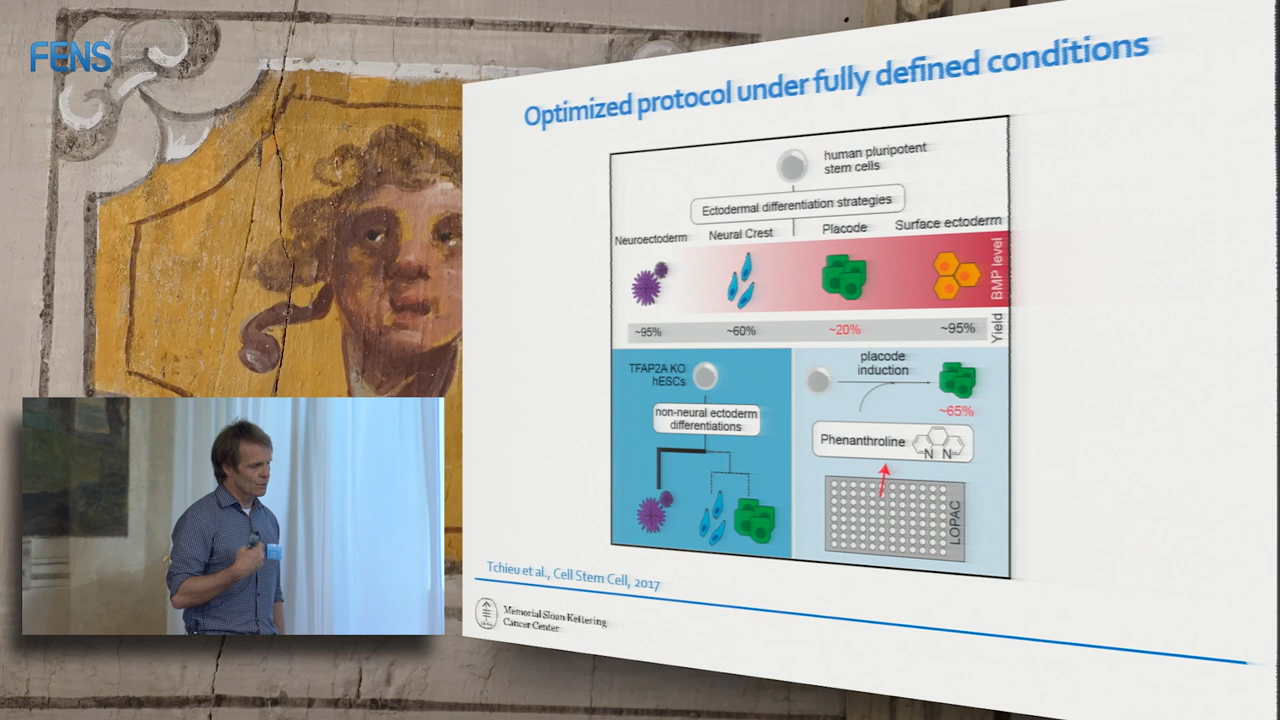 FENS
Optimized protocol under fully defined conditions
human pluripotent
stem cells
Ectodermal differentiation strategies
Neuroectoderm
Neural Crest
Placode
Surface ectoderm
BMP level
~95%
~60%
~20%
~95%
Yield
TFAP2A KO
hESCs
non-neural ectoderm
differentiations
placode
induction
~65%
Phenanthroline
N N
LOPAC
Tchieu et al., Cell Stem Cell, 2017
Memorial Sloan Kettering
Cancer Center